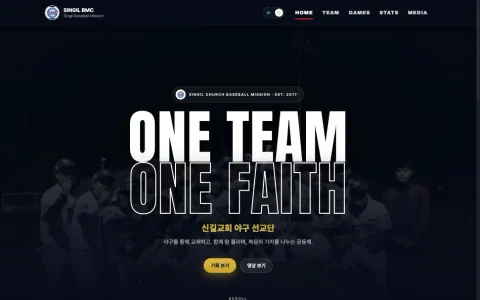 SINGIL BMC
Singil Baseball Mission
HOME TEAM GAMES STATS MEDIA
SINGIL CHURCH BASEBALL MISSION · EST. 2017
ONE TEAM
ONE FAITH
신길교회 야구 선교단
야구를 통해 교제하고, 함께 땀 흘리며, 복음의 가치를 나누는 공동체.
기록 보기 영상 보기
SCROLL